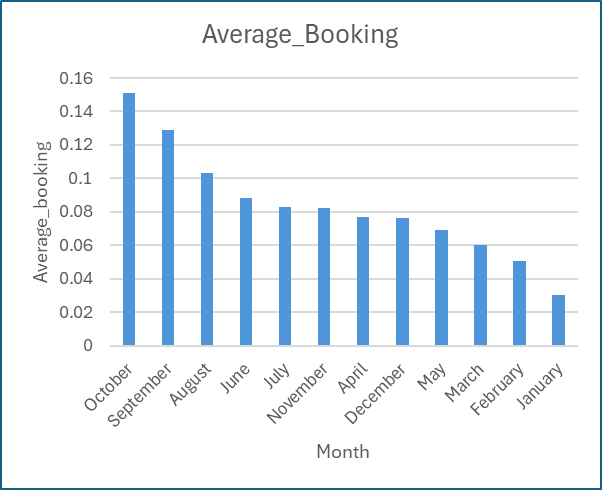 Average_Booking
Average_booking
0.16
0.14
0.12
0.1
0.08
0.06
0.04
0.02
0
October
September
August
June
July
November
April
December
May
March
February
January
Month